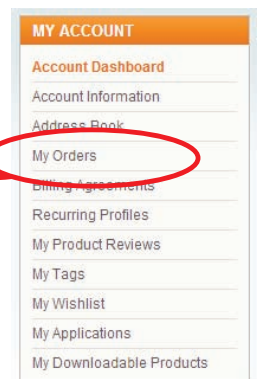 MY ACCOUNT
Account Dashboard
Account Information
Address Book
My Orders
Billing Agreements
Recurring Profiles
My Product Reviews
My Tags
My Wishlist
My Applications
My Downloadable Products